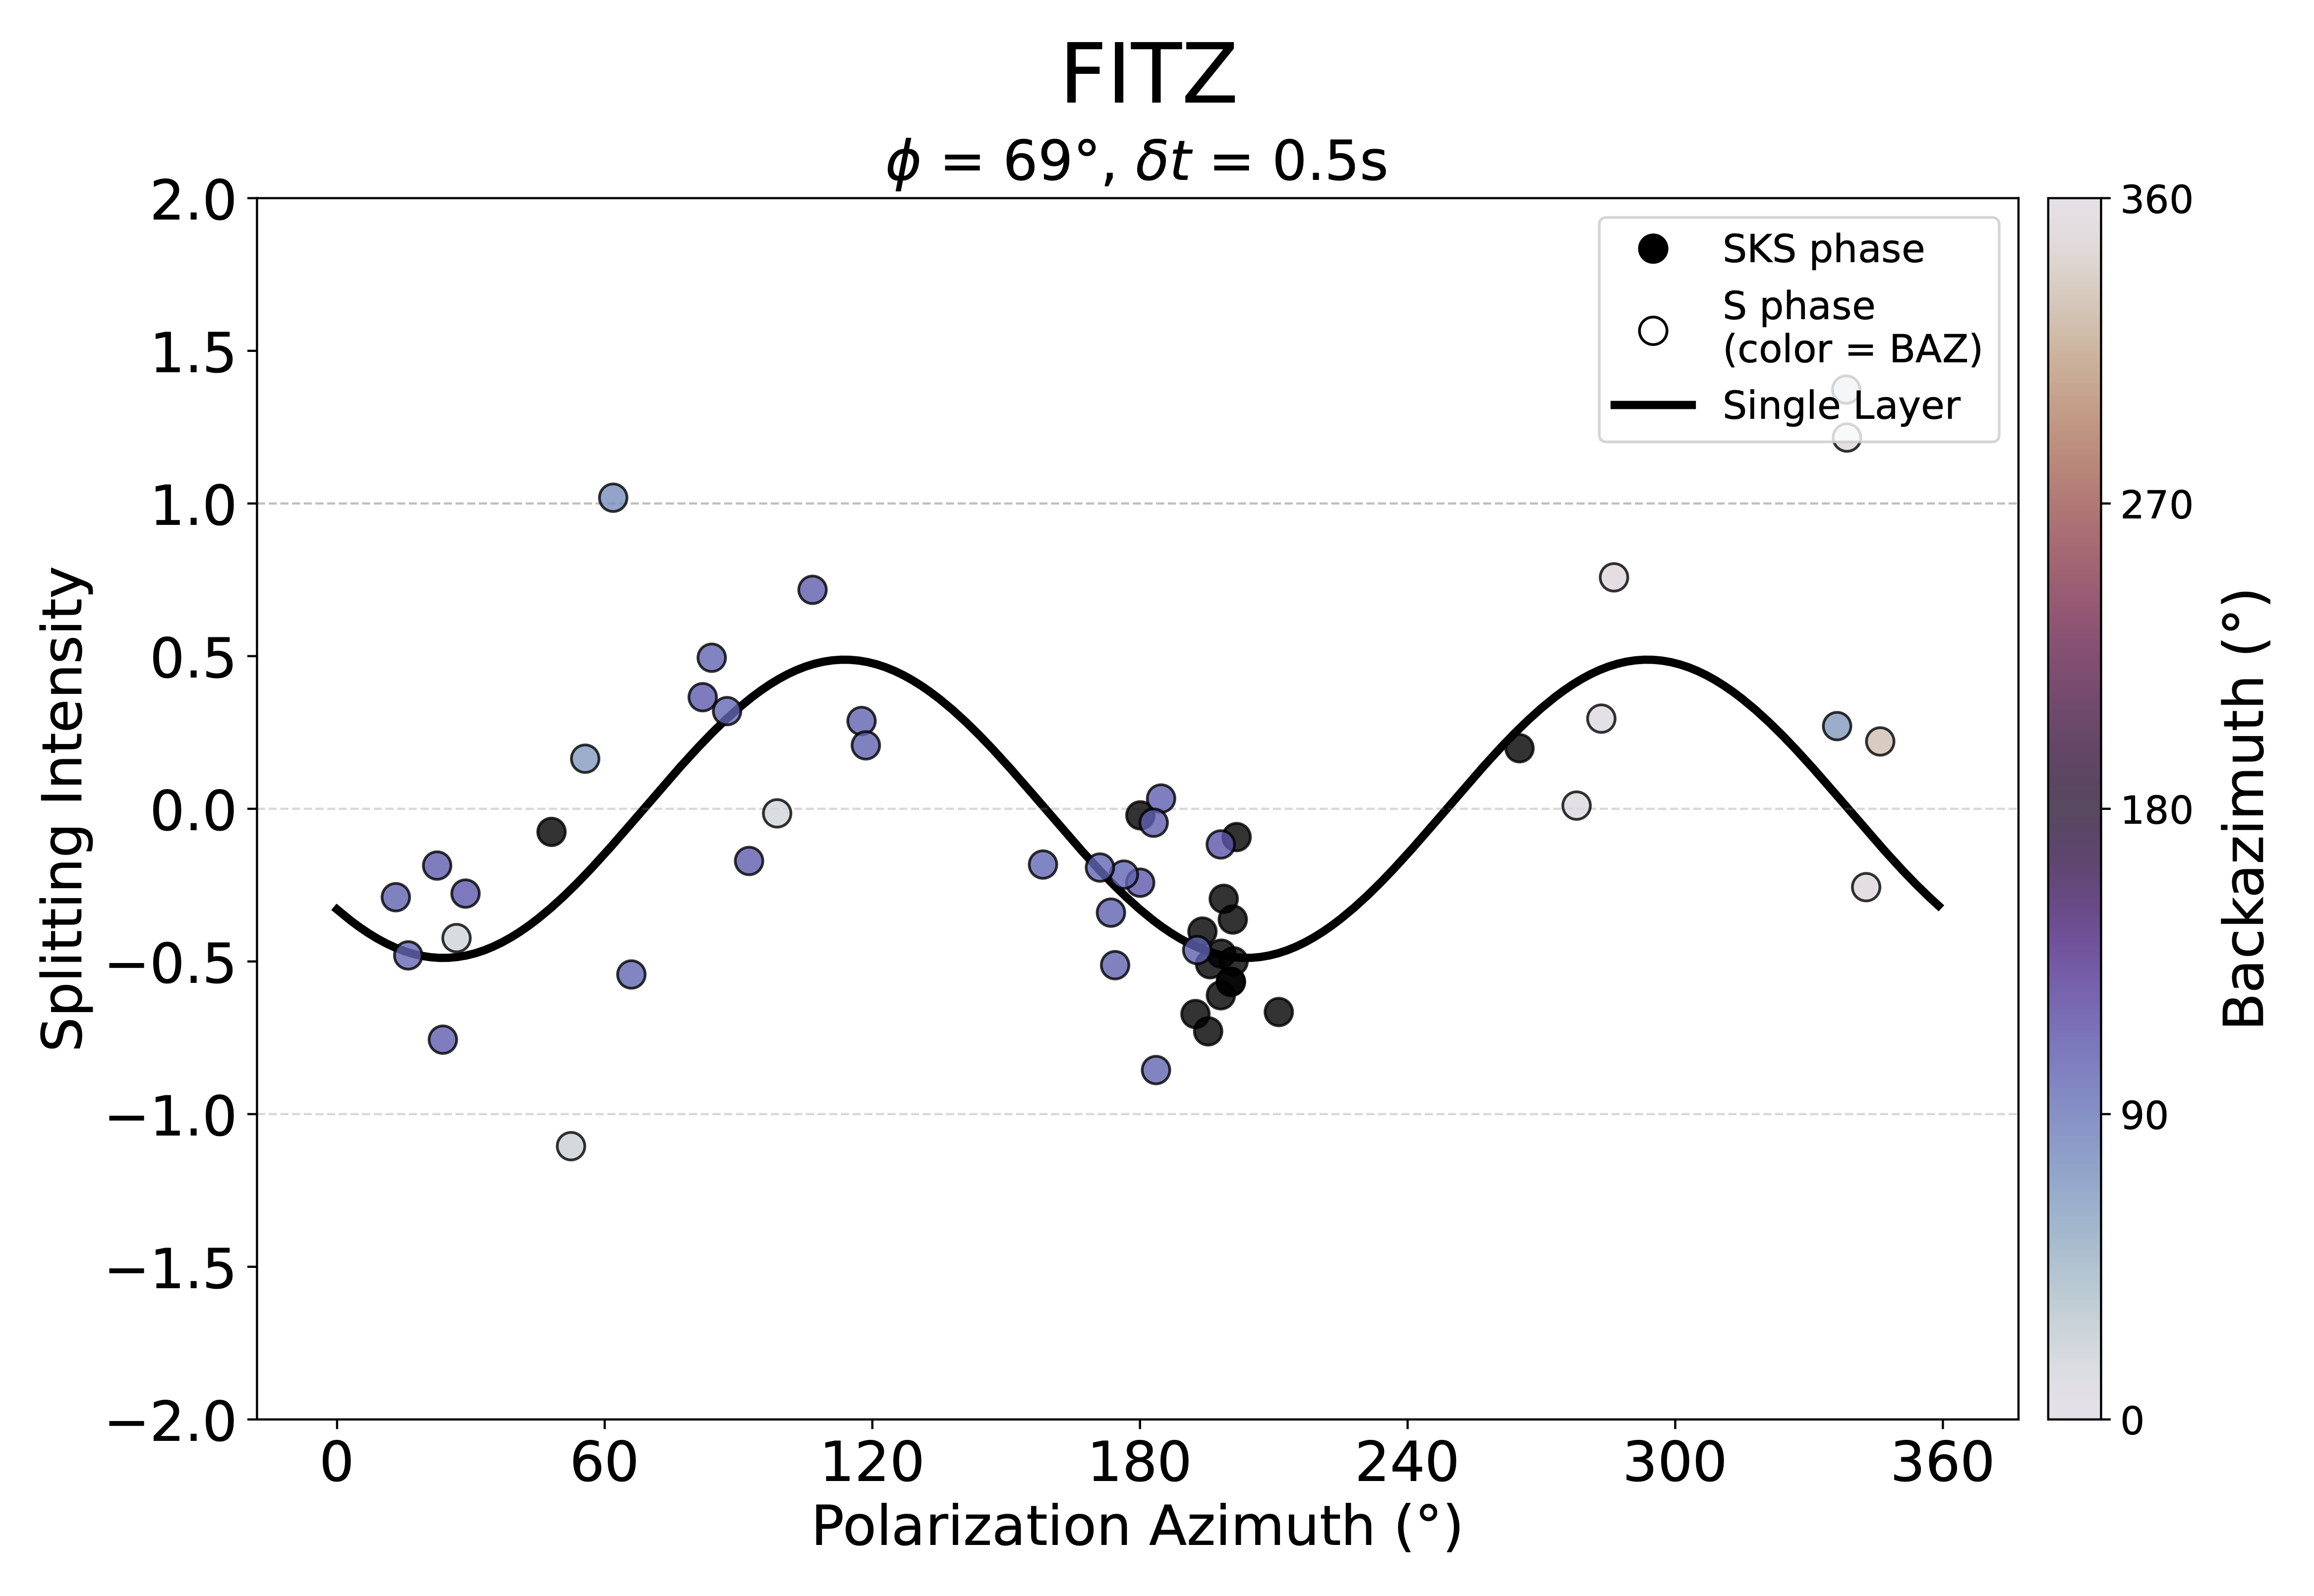 FITZ
ϕ = 69°, δt = 0.5s
SKS phase
S phase
(color = BAZ)
Single Layer
2.0
1.5
1.0
0.5
0.0
−0.5
−1.0
−1.5
−2.0
Splitting Intensity
0 60 120 180 240 300 360
Polarization Azimuth (°)
360
270
180
90
0
Backazimuth (°)